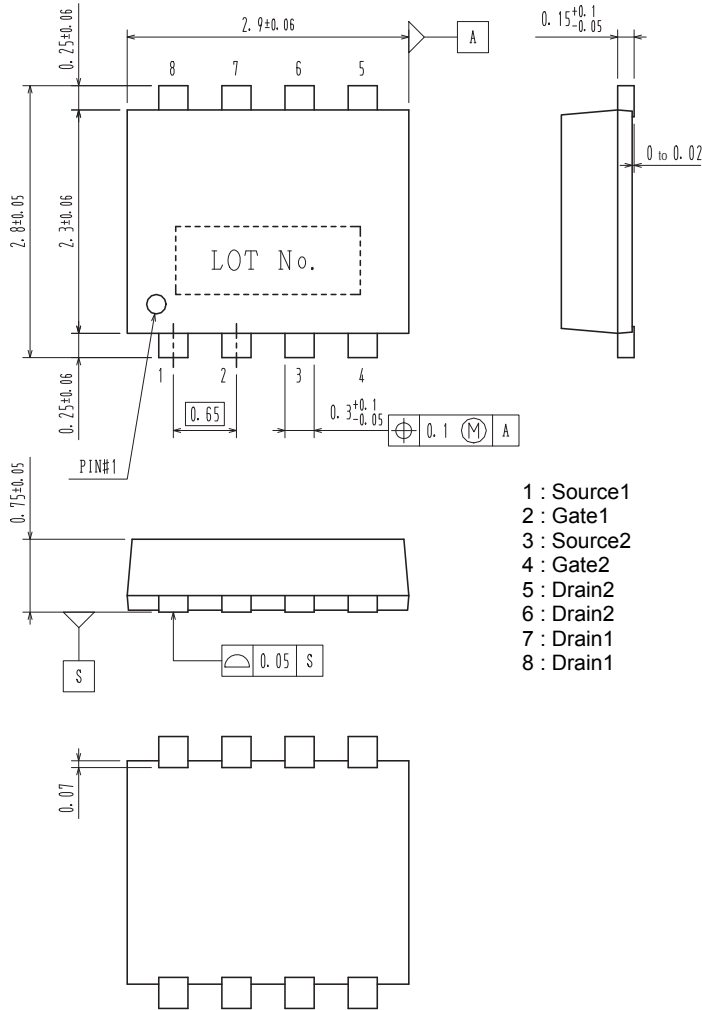 2.9±0.06
A
0.15+0.1 -0.05
0.25±0.06
8 7 6 5
0 to 0.02
2.8±0.05
2.3±0.06
LOT No.
1 2 3 4
0.25±0.06
0.65
0.3+0.1 -0.05
⌖ 0.1 Ⓜ A
PIN#1
0.75±0.05
1 : Source1
2 : Gate1
3 : Source2
4 : Gate2
5 : Drain2
6 : Drain2
7 : Drain1
8 : Drain1
S
⌓ 0.05 S
0.07